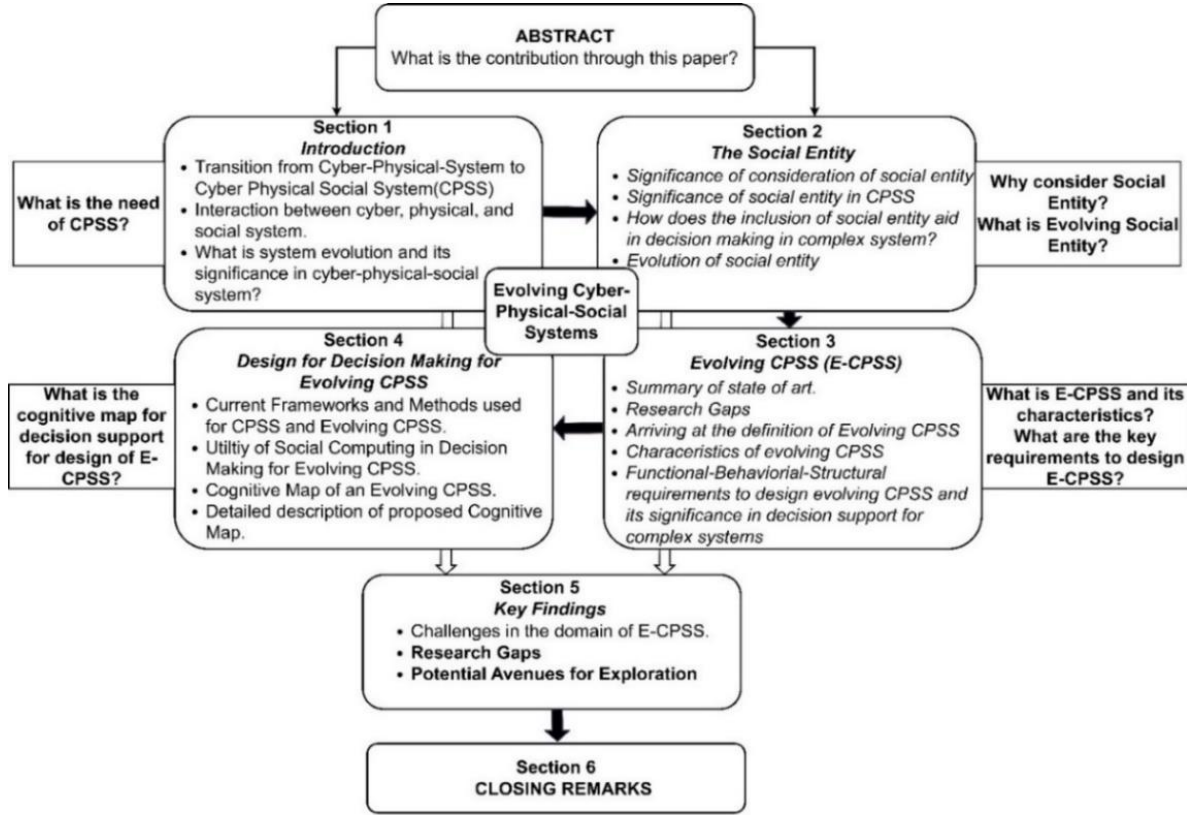 ABSTRACT
What is the contribution through this paper?
Section 1
Introduction
• Transition from Cyber-Physical-System to
Cyber Physical Social System(CPSS)
• Interaction between cyber, physical, and
social system.
• What is system evolution and its
significance in cyber-physical-social
system?
What is the need
of CPSS?
Section 2
The Social Entity
• Significance of consideration of social entity
• Significance of social entity in CPSS
• How does the inclusion of social entity aid
in decision making in complex system?
• Evolution of social entity
Why consider Social
Entity?
What is Evolving Social
Entity?
Evolving Cyber-
Physical-Social
Systems
Section 4
Design for Decision Making for
Evolving CPSS
• Current Frameworks and Methods used
for CPSS and Evolving CPSS.
• Utiltiy of Social Computing in Decision
Making for Evolving CPSS.
• Cognitive Map of an Evolving CPSS.
• Detailed description of proposed Cognitive
Map.
What is the
cognitive map for
decision support
for design of E-
CPSS?
Section 3
Evolving CPSS (E-CPSS)
• Summary of state of art.
• Research Gaps
• Arriving at the definition of Evolving CPSS
• Charisteristics of evolving CPSS
• Functional-Behaviorial-Structural
requirements to design evolving CPSS and
its significance in decision support for
complex systems
What is E-CPSS and its
characteristics?
What are the key
requirements to design
E-CPSS?
Section 5
Key Findings
• Challenges in the domain of E-CPSS.
• Research Gaps
• Potential Avenues for Exploration
Section 6
CLOSING REMARKS